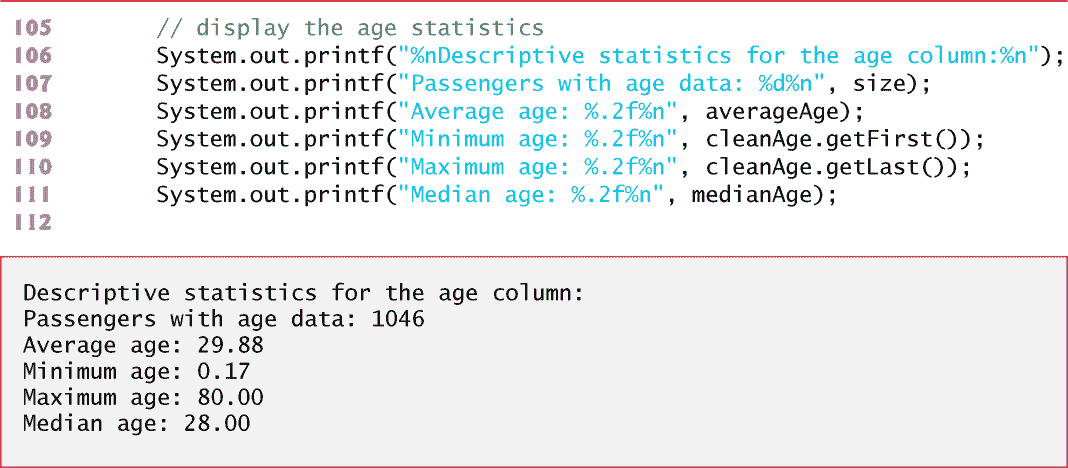 105 // display the age statistics
106 System.out.printf("%nDescriptive statistics for the age column:%n");
107 System.out.printf("Passengers with age data: %d%n", size);
108 System.out.printf("Average age: %.2f%n", averageAge);
109 System.out.printf("Minimum age: %.2f%n", cleanAge.getFirst());
110 System.out.printf("Maximum age: %.2f%n", cleanAge.getLast());
111 System.out.printf("Median age: %.2f%n", medianAge);
112
Descriptive statistics for the age column:
Passengers with age data: 1046
Average age: 29.88
Minimum age: 0.17
Maximum age: 80.00
Median age: 28.00